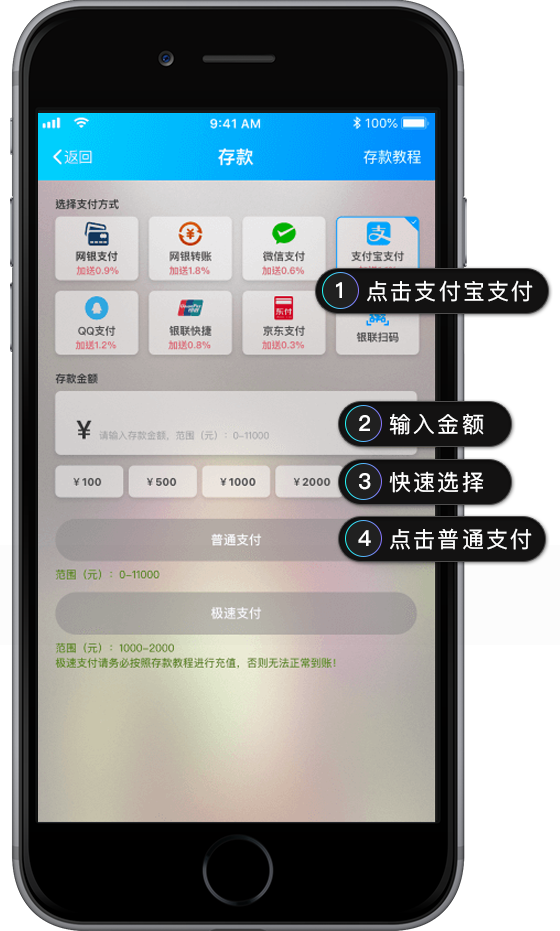 9:41 AM 100%
返回 存款 存款教程
选择支付方式
网银支付 网银转账 微信支付 支付宝支付
加送0.9% 加送1.8% 加送0.6%
1 点击支付宝支付
QQ支付 银联快捷 京东支付 银联扫码
加送1.2% 加送0.8% 加送0.3%
存款金额
¥ 请输入存款金额，范围（元）：0-11000
2 输入金额
¥100 ¥500 ¥1000 ¥2000
3 快速选择
普通支付
4 点击普通支付
范围（元）：0-11000
极速支付
范围（元）：1000-2000
极速支付请务必按照存款教程进行充值，否则无法正常到账!